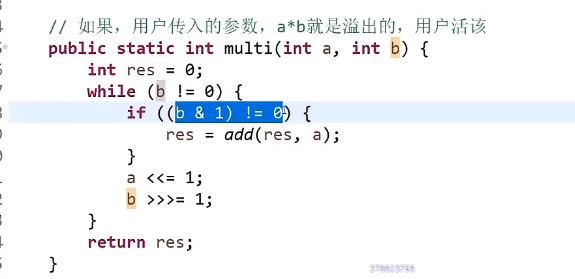 // 如果，用户传入的参数，a*b就是溢出的，用户活该
public static int multi(int a, int b) {
int res = 0;
while (b != 0) {
if ((b & 1) != 0) {
res = add(res, a);
}
a <<= 1;
b >>>= 1;
}
return res;
}